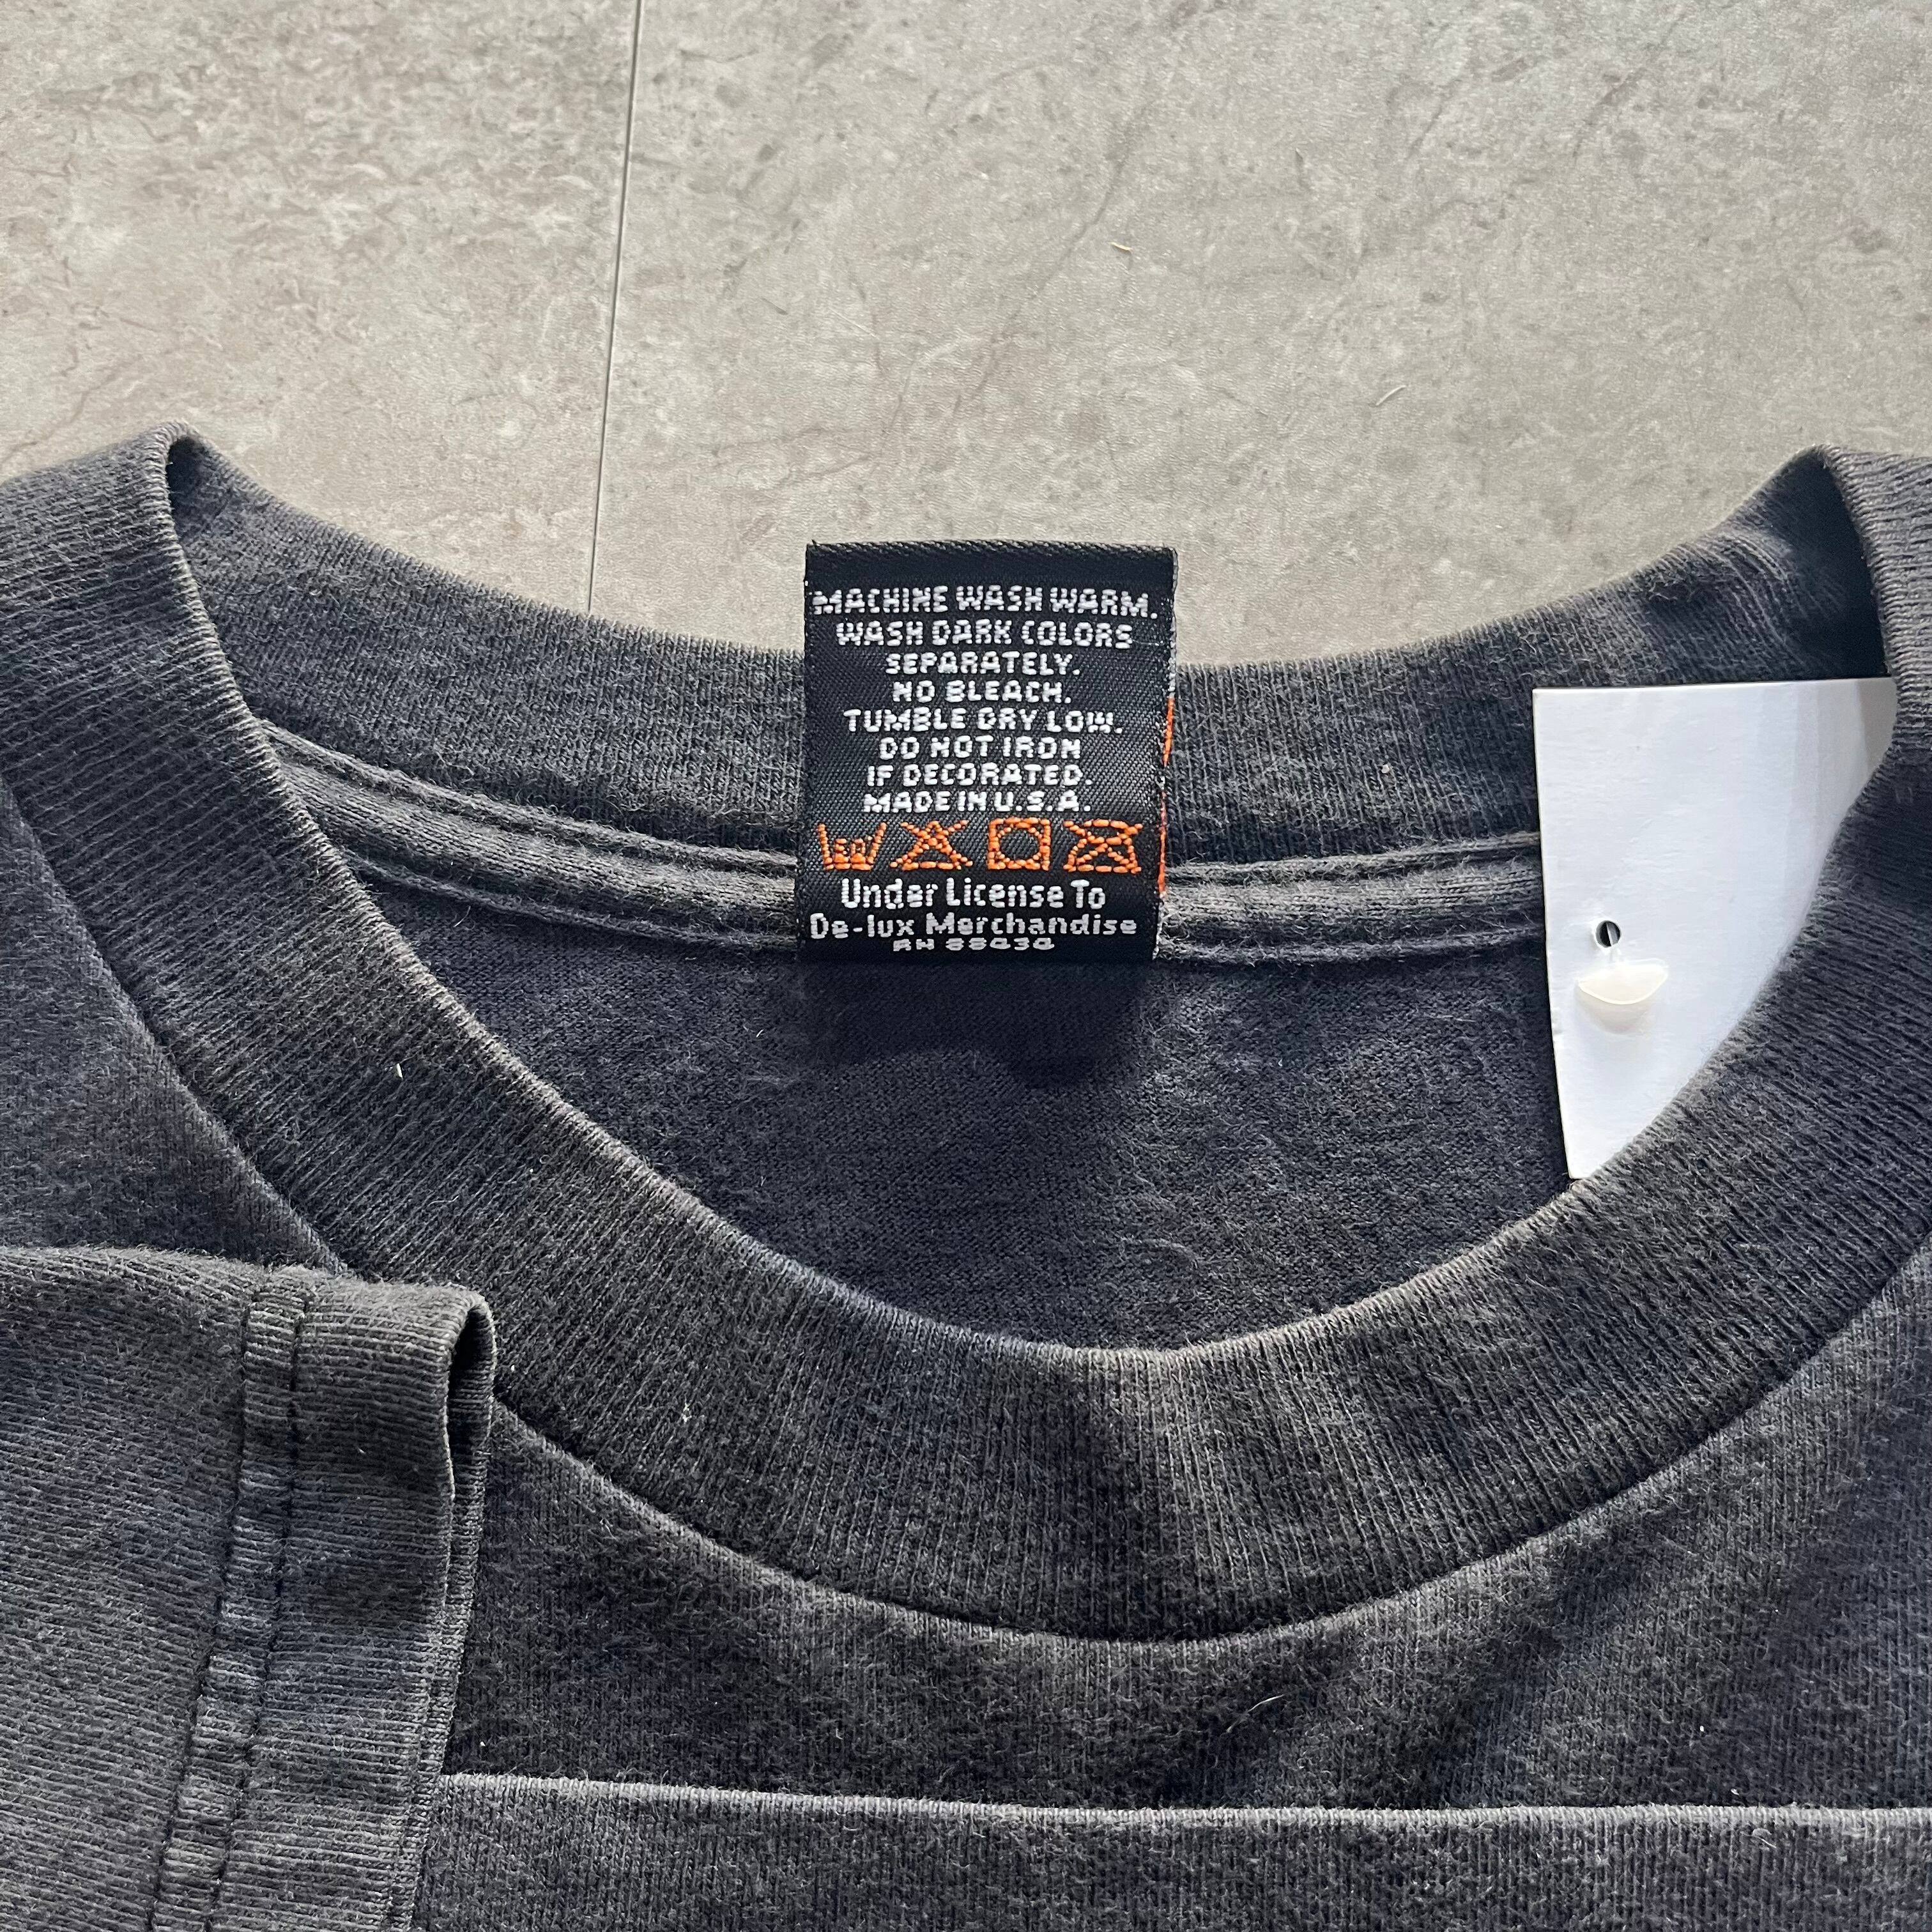 MACHINE WASH WARM.
WASH DARK COLORS
SEPARATELY.
NO BLEACH.
TUMBLE DRY LOW.
DO NOT IRON
IF DECORATED.
MADE IN U.S.A.
Under License To
De-lux Merchandise